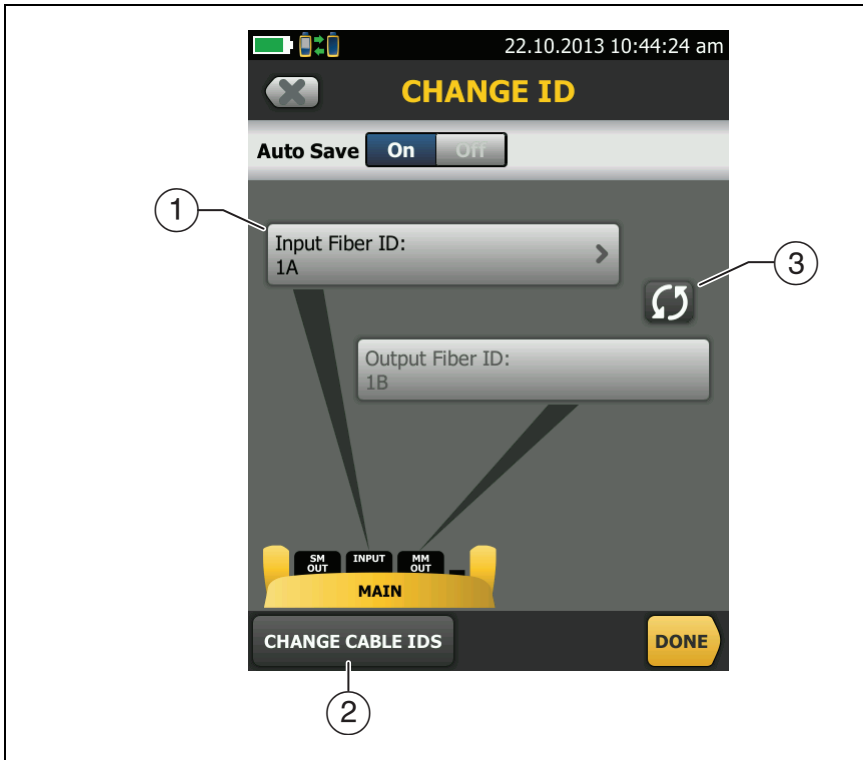 22.10.2013 10:44:24 am
CHANGE ID
Auto Save On Off
1
Input Fiber ID:
1A
3
Output Fiber ID:
1B
SM OUT
INPUT
MM OUT
MAIN
CHANGE CABLE IDS
DONE
2